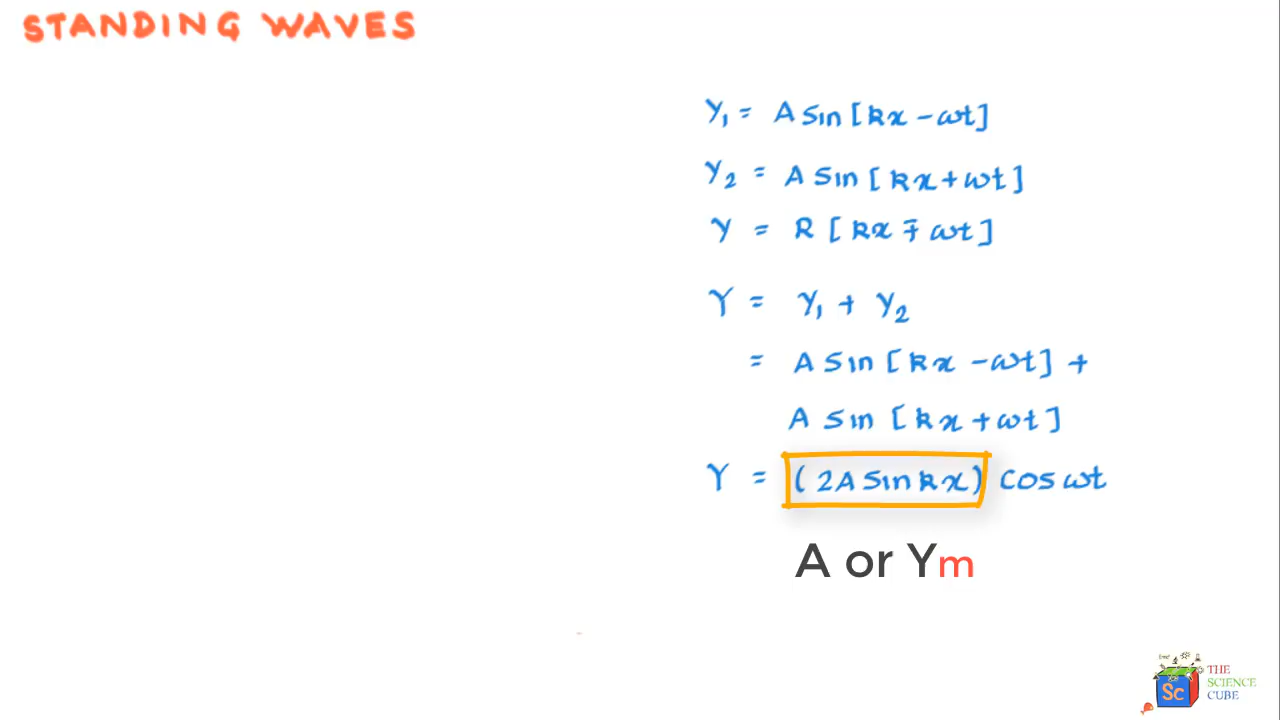 STANDING WAVES
Y₁ = A Sin [kx - ωt]
Y₂ = A Sin [kx + ωt]
Y = R [kx ∓ ωt]
Y = Y₁ + Y₂
= A Sin [kx - ωt] +
A Sin [kx + ωt]
Y = (2A Sin kx) cos ωt
A or Ym
Sc
THE
SCIENCE
CUBE